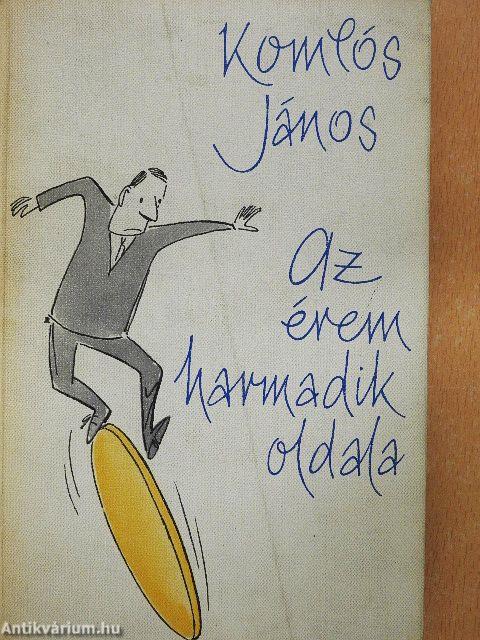 Komlós
János
Az
érem
harmadik
oldala
Antikvárium.hu